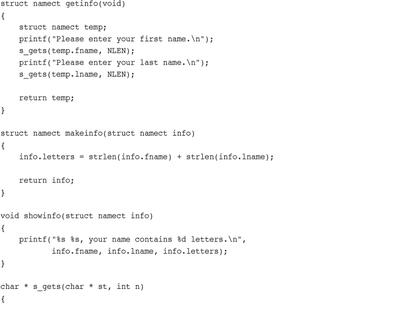 struct namect getinfo(void)
{
    struct namect temp;
    printf("Please enter your first name.\n");
    s_gets(temp.fname, NLEN);
    printf("Please enter your last name.\n");
    s_gets(temp.lname, NLEN);

    return temp;
}

struct namect makeinfo(struct namect info)
{
    info.letters = strlen(info.fname) + strlen(info.lname);

    return info;
}

void showinfo(struct namect info)
{
    printf("%s %s, your name contains %d letters.\n",
           info.fname, info.lname, info.letters);
}

char * s_gets(char * st, int n)
{